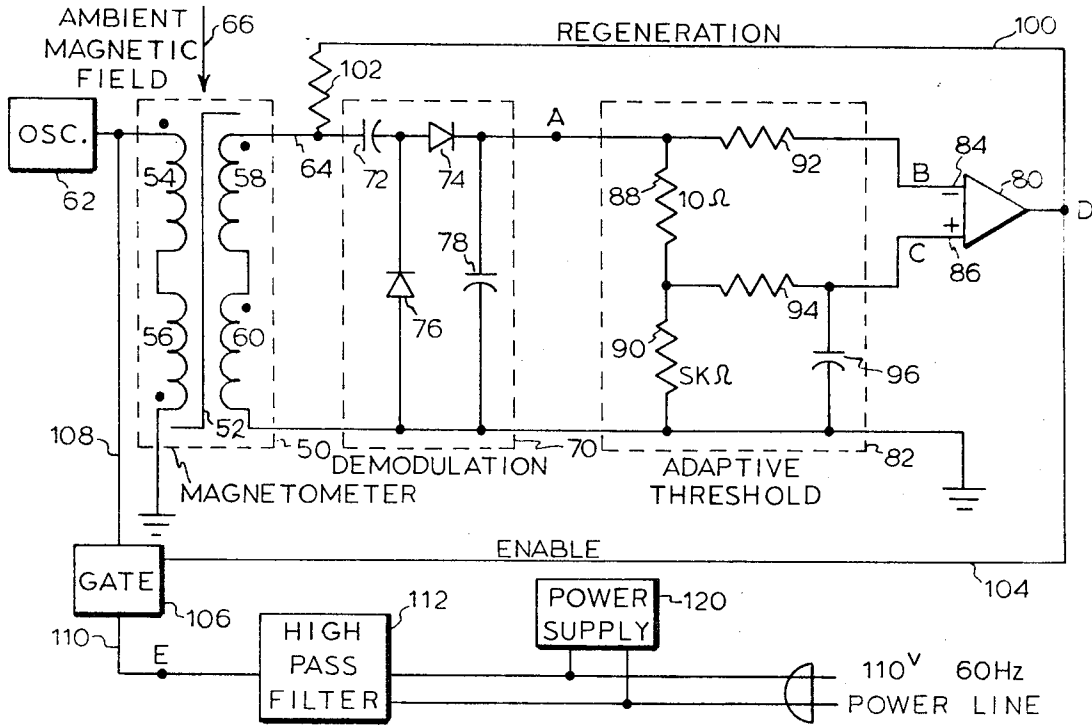 AMBIENT
MAGNETIC
FIELD
66
REGENERATION
100
102
OSC.
62
54
58
64
72
74
A
92
B
84
80
D
88
10Ω
C
86
78
56
60
76
90
SKΩ
94
96
52
50
DEMODULATION
70
ADAPTIVE
THRESHOLD
82
108
MAGNETOMETER
ENABLE
104
GATE
106
110
E
112
HIGH
PASS
FILTER
POWER
SUPPLY
120
110V 60Hz
POWER LINE
−
+